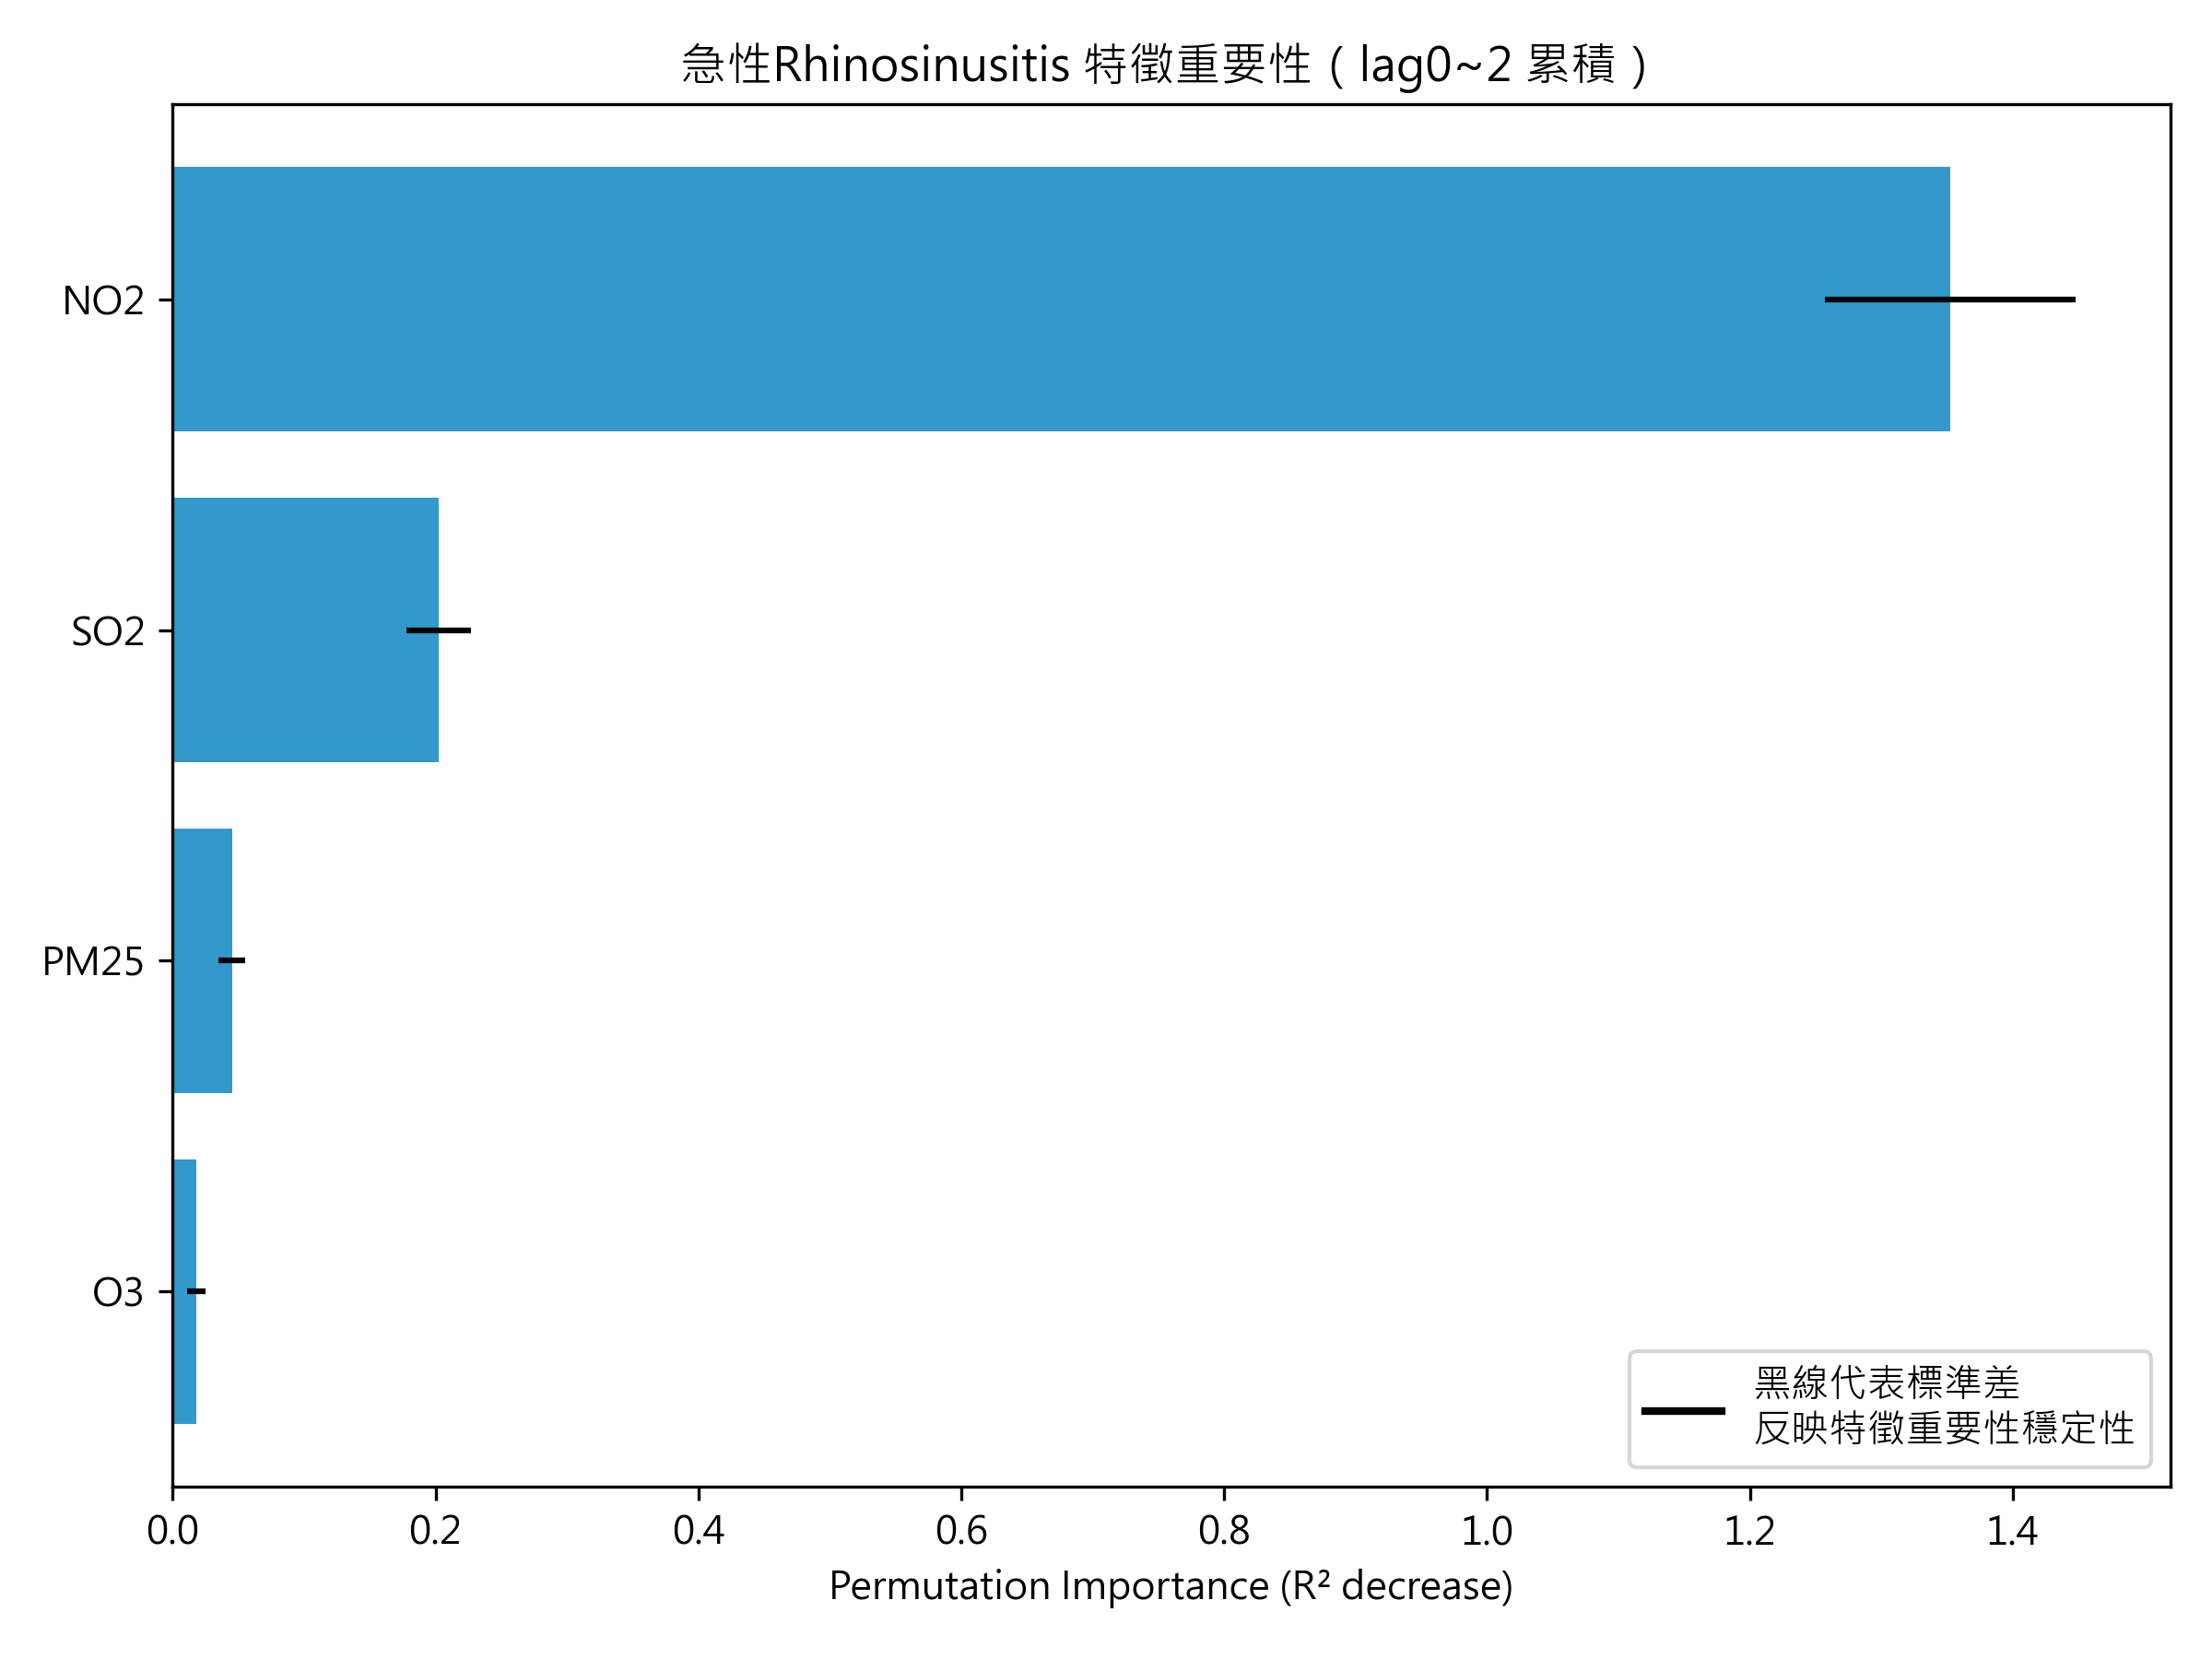 急性Rhinosinusitis 特徵重要性（lag0~2 累積）
NO2
SO2
PM25
O3
黑線代表標準差
反映特徵重要性穩定性
0.0 0.2 0.4 0.6 0.8 1.0 1.2 1.4
Permutation Importance (R² decrease)